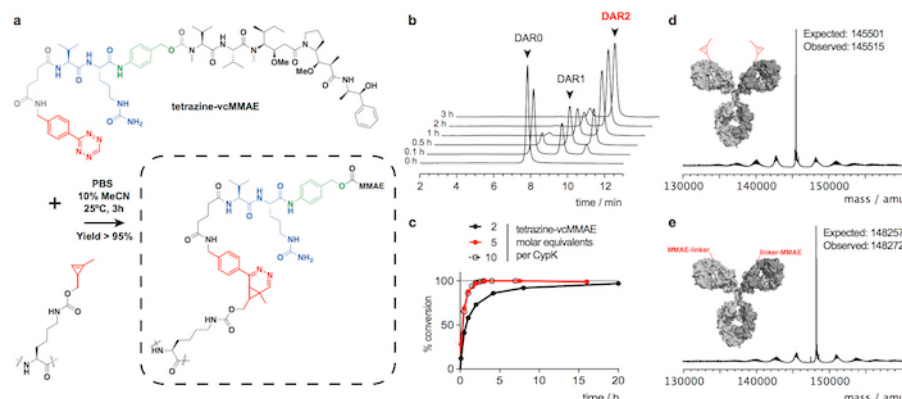 a
tetrazine-vcMMAE
+
PBS
10% MeCN
25ºC, 3h
Yield > 95%
MMAE
b
DAR0
DAR1
DAR2
3 h
2 h
1 h
0.5 h
0.1 h
0 h
2 4 6 8 10 12
time / min
c
2
5
10
tetrazine-vcMMAE
molar equivalents
per CypK
% conversion
100
50
0
0 5 10 15 20
time / h
d
Expected: 145501
Observed: 145515
130000 140000 150000
mass / amu
e
MMAE-linker
linker-MMAE
Expected: 148257
Observed: 148272
130000 140000 150000
mass / amu